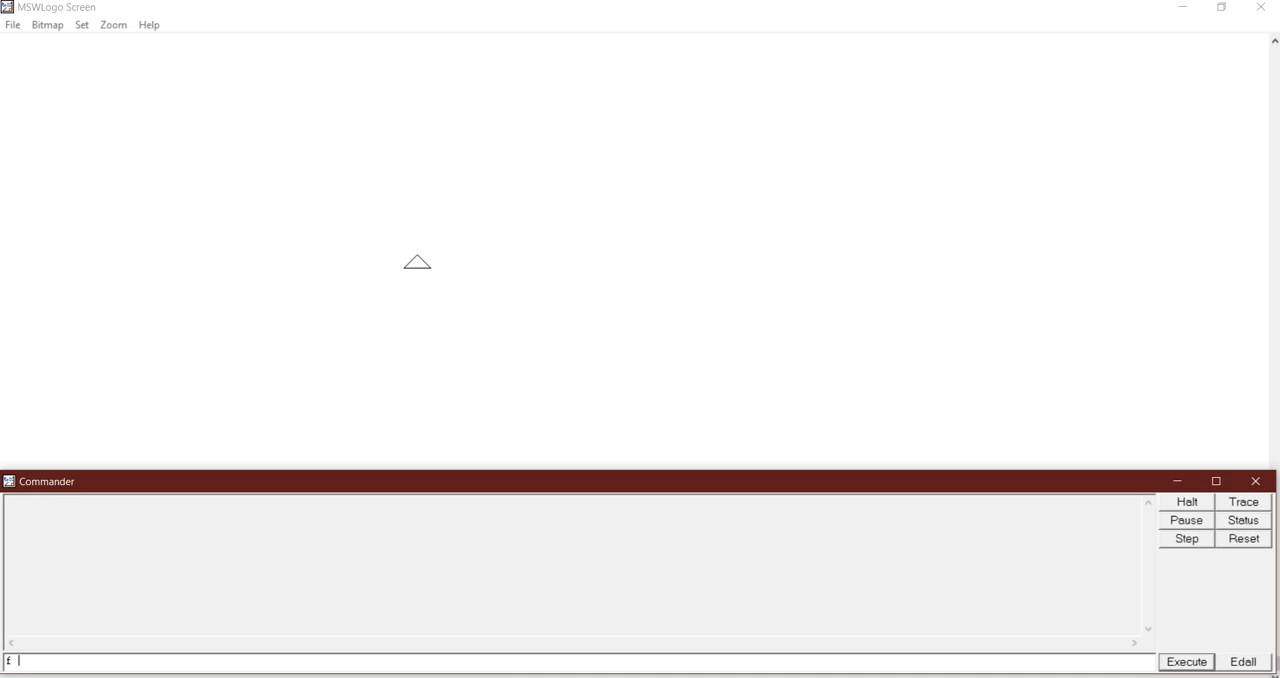 MSWLogo Screen
File Bitmap Set Zoom Help
Commander
Halt Trace
Pause Status
Step Reset
f
Execute Edall